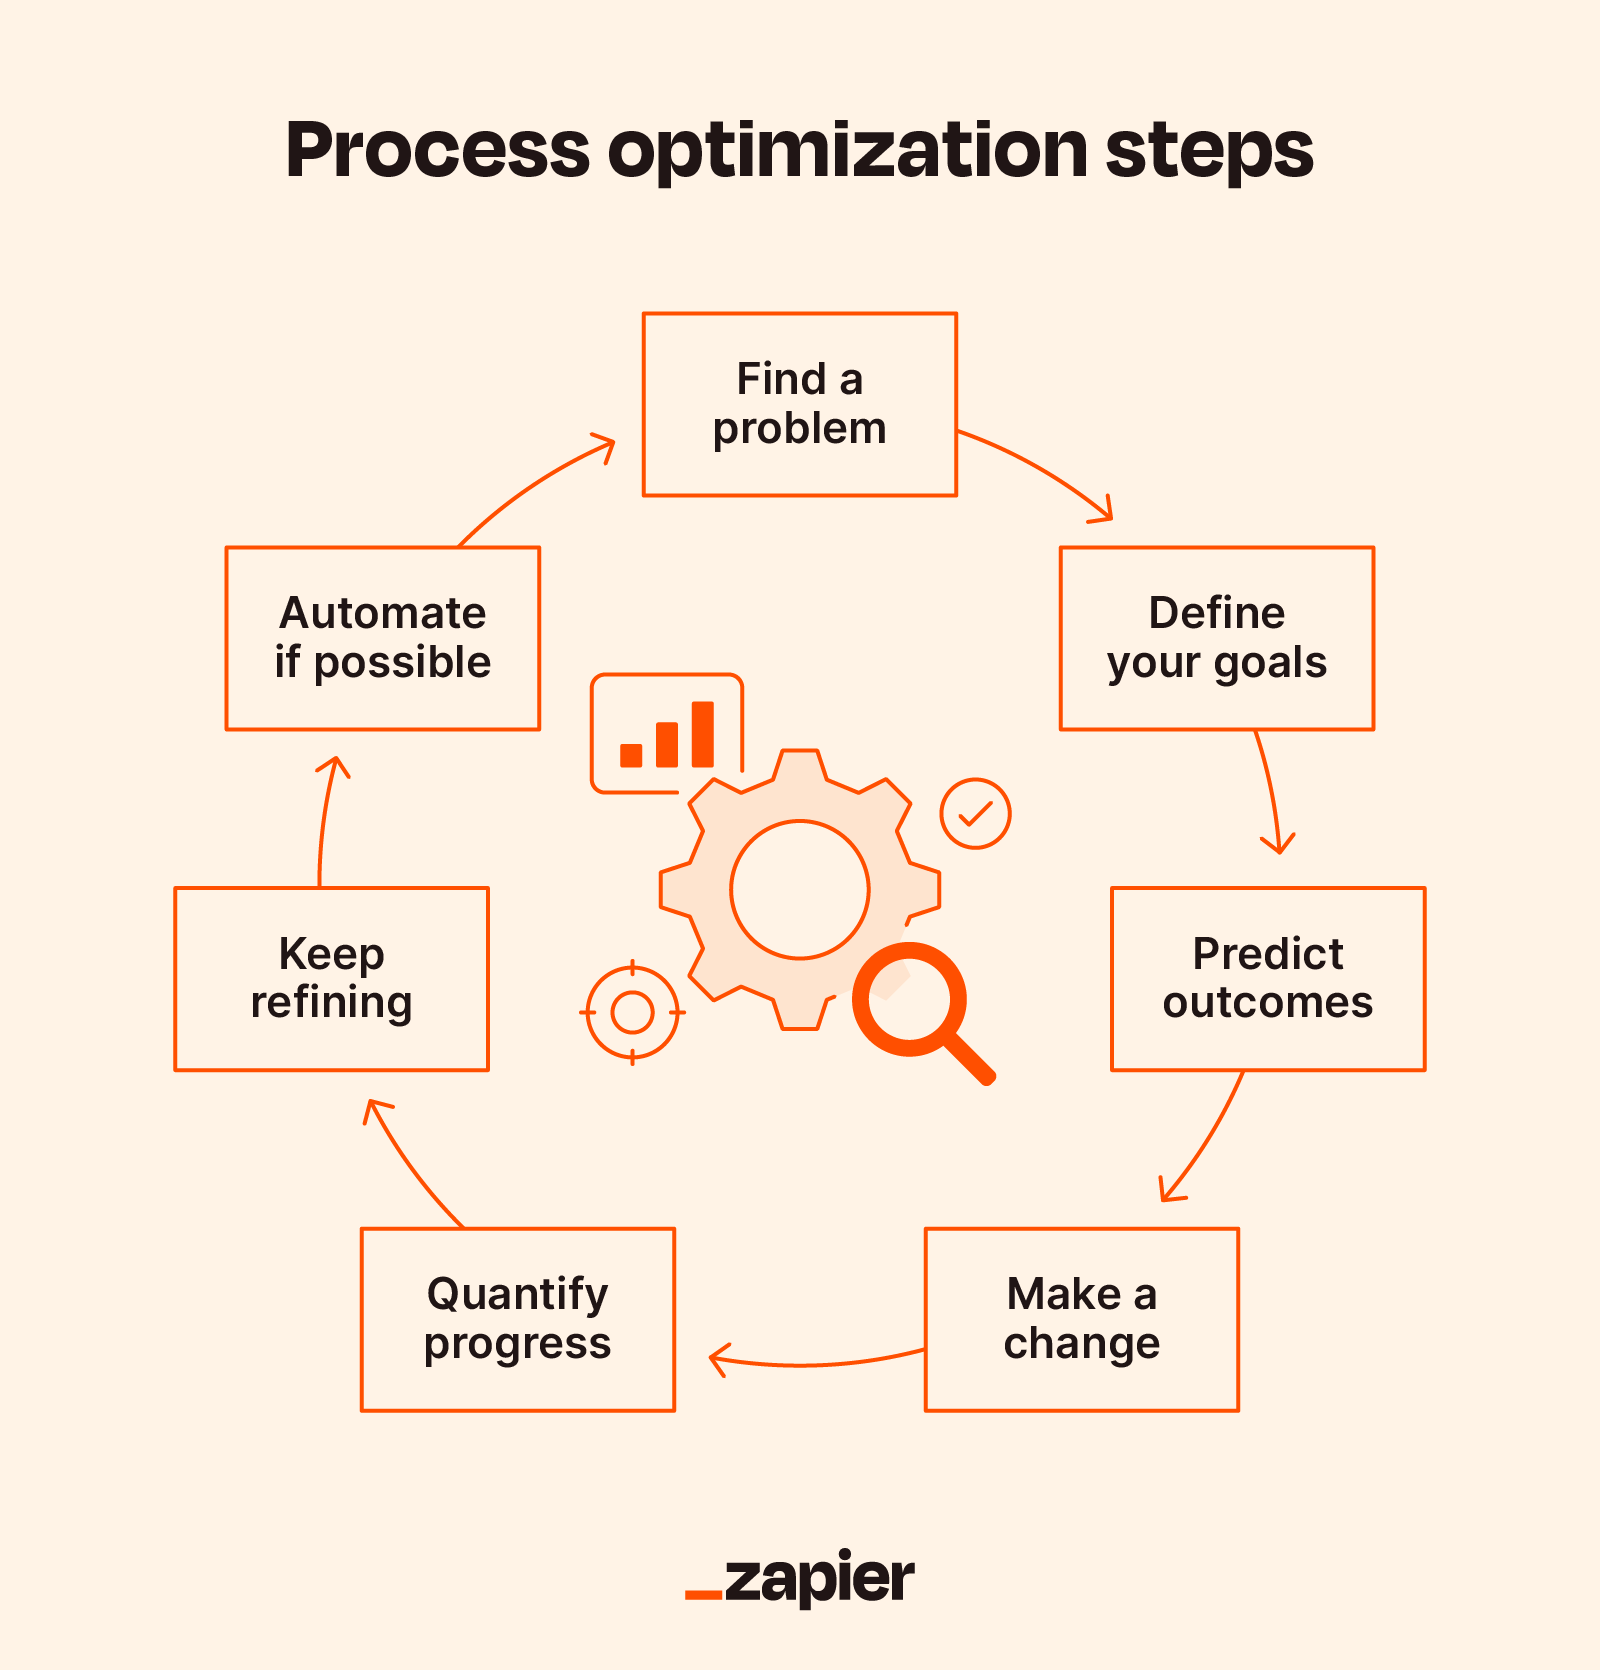 Process optimization steps
Find a
problem
Define
your goals
Predict
outcomes
Make a
change
Quantify
progress
Keep
refining
Automate
if possible
_zapier